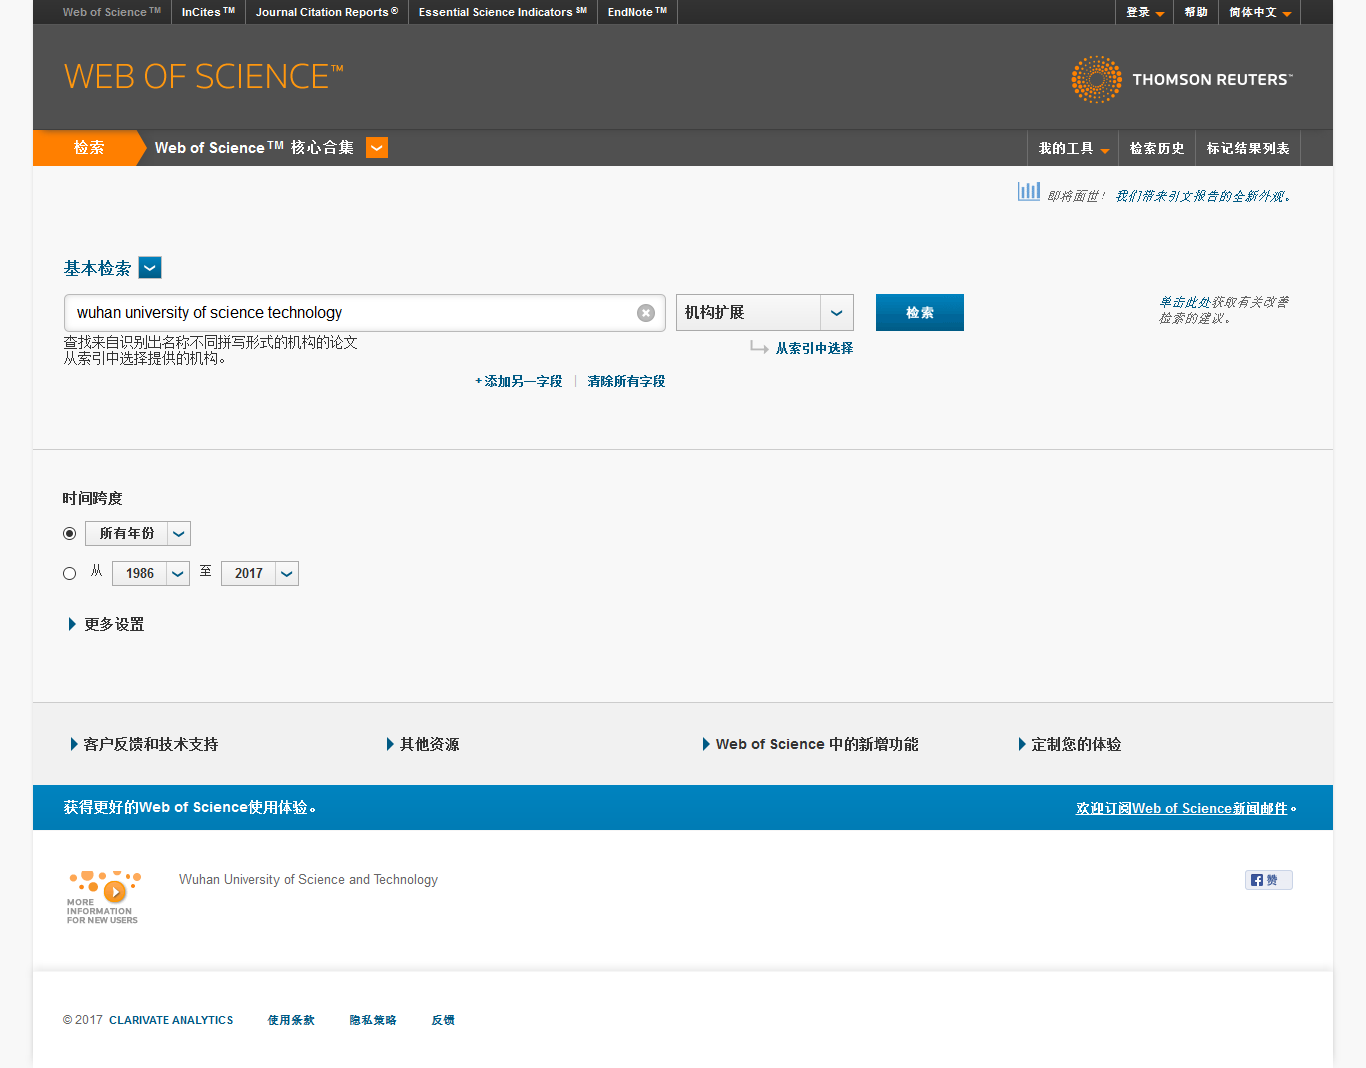 Web of Science™ InCites™ Journal Citation Reports® Essential Science Indicators℠ EndNote™ 登录 帮助 简体中文
WEB OF SCIENCE™ THOMSON REUTERS™
检索 Web of Science™ 核心合集 我的工具 检索历史 标记结果列表
即将面世! 我们带来引文报告的全新外观。
基本检索
wuhan university of science technology 机构扩展 检索 单击此处获取有关改善
检索的建议。
查找来自识别出名称不同拼写形式的机构的论文
从索引中选择提供的机构。
从索引中选择
+ 添加另一字段 | 清除所有字段
时间跨度
所有年份
从 1986 至 2017
更多设置
客户反馈和技术支持 其他资源 Web of Science 中的新增功能 定制您的体验
获得更好的Web of Science使用体验。 欢迎订阅Web of Science新闻邮件。
MORE
INFORMATION
FOR NEW USERS
Wuhan University of Science and Technology 赞
© 2017 CLARIVATE ANALYTICS 使用条款 隐私策略 反馈